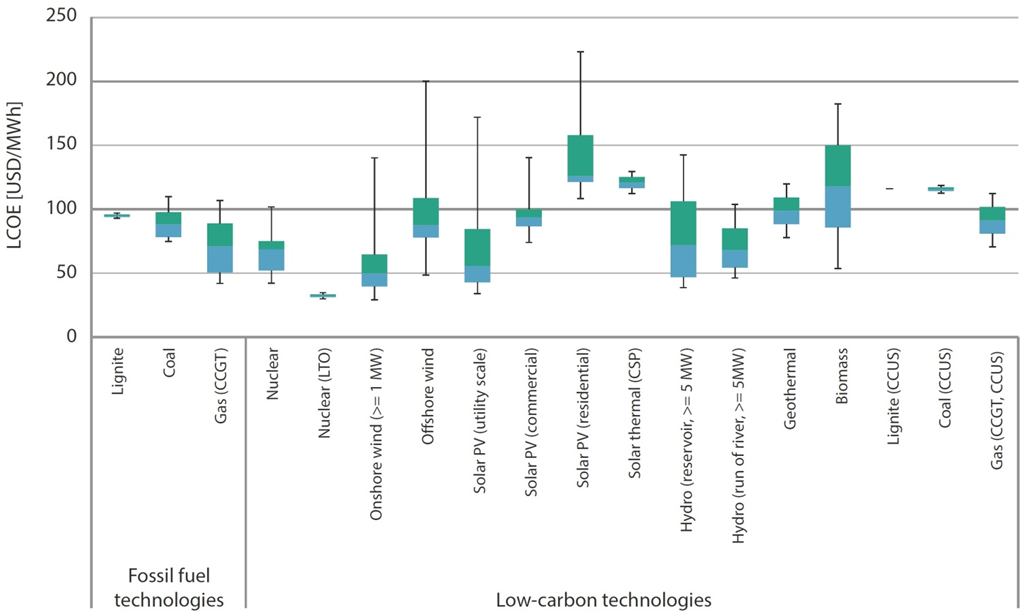 250
200
150
100
50
0
LCOE [USD/MWh]
Lignite
Coal
Gas (CCGT)
Nuclear
Nuclear (LTO)
Onshore wind (>= 1 MW)
Offshore wind
Solar PV (utility scale)
Solar PV (commercial)
Solar PV (residential)
Solar thermal (CSP)
Hydro (reservoir, >= 5 MW)
Hydro (run of river, >= 5MW)
Geothermal
Biomass
Lignite (CCUS)
Coal (CCUS)
Gas (CCGT, CCUS)
Fossil fuel
technologies
Low-carbon technologies